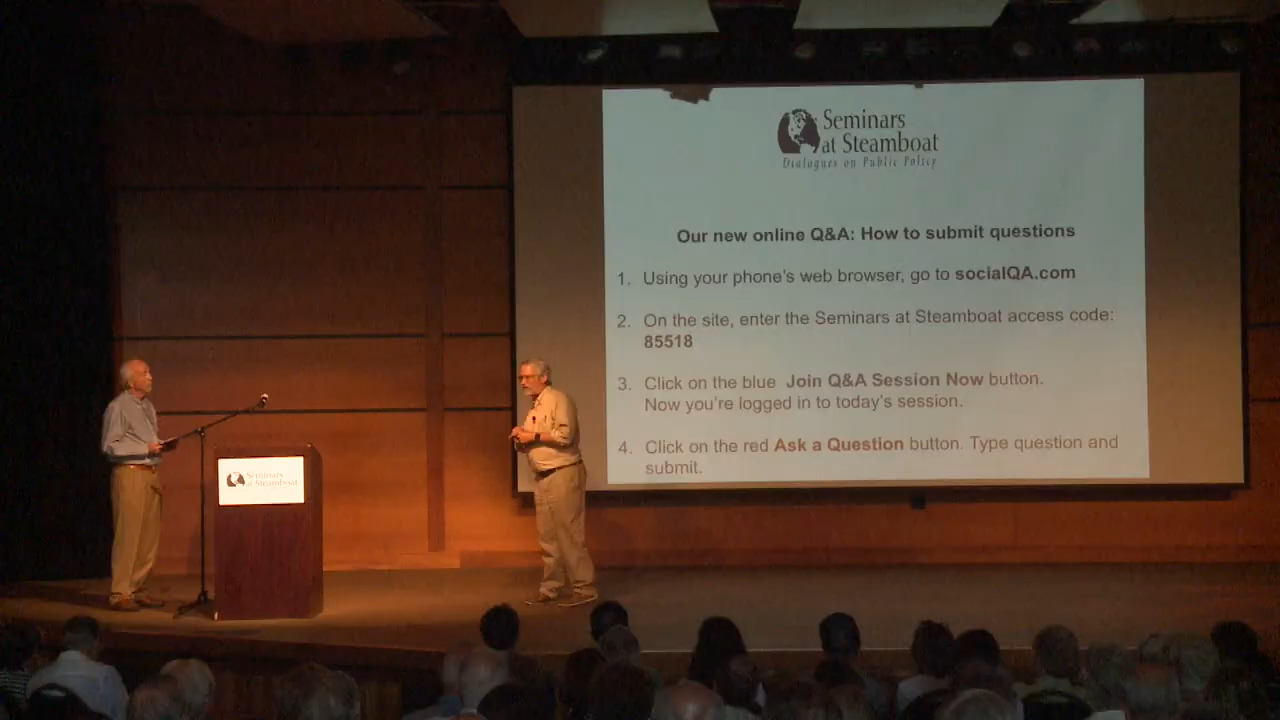 Seminars
at Steamboat
Dialogues on Public Policy
Our new online Q&A: How to submit questions
1. Using your phone's web browser, go to socialQA.com
2. On the site, enter the Seminars at Steamboat access code:
85518
3. Click on the blue Join Q&A Session Now button.
Now you're logged in to today's session.
4. Click on the red Ask a Question button. Type question and
submit.
Seminars
at Steamboat